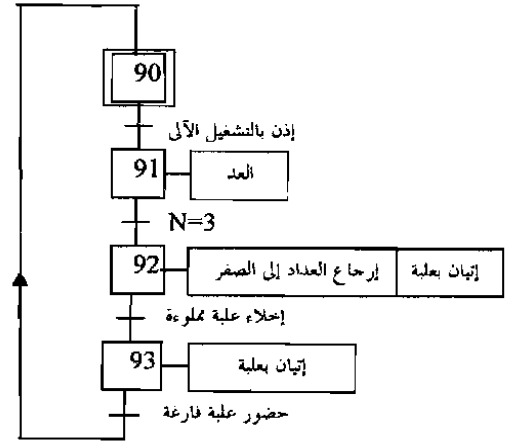 90
إذن بالتشغيل الآلي
91 العد
N=3
92 إرجاع العداد إلى الصفر إتيان بعلبة
إخلاء علبة مملوءة
93 إتيان بعلبة
حضور علبة فارغة